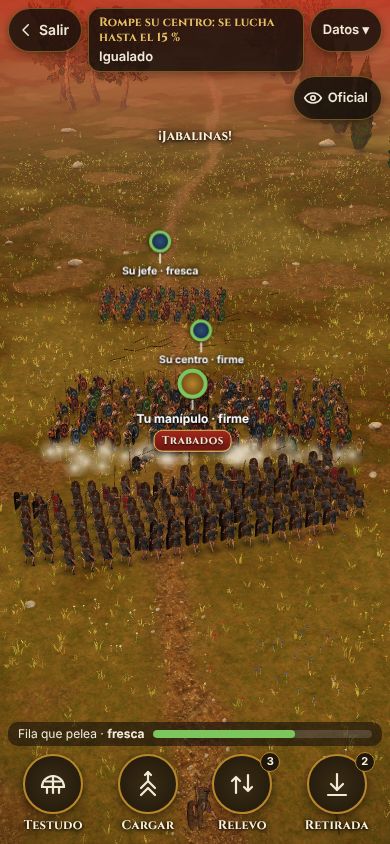 Salir
Rompe su centro: se lucha
hasta el 15 %
Igualado
Datos ▾
Oficial
¡Jabalinas!
Su jefe · fresca
Su centro · firme
Tu manípulo · firme
Trabados
Fila que pelea · fresca
3
2
Testudo
Cargar
Relevo
Retirada